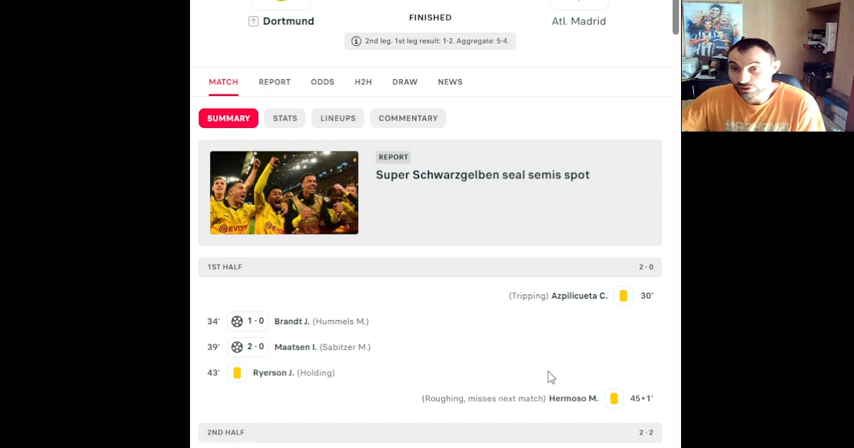 Dortmund
FINISHED
Atl. Madrid
2nd leg. 1st leg result: 1-2. Aggregate: 5-4.
MATCH REPORT ODDS H2H DRAW NEWS
SUMMARY STATS LINEUPS COMMENTARY
REPORT
Super Schwarzgelben seal semis spot
1ST HALF 2 - 0
(Tripping) Azpilicueta C. 30'
34' 1 - 0 Brandt J. (Hummels M.)
39' 2 - 0 Maatsen I. (Sabitzer M.)
43' Ryerson J. (Holding)
(Roughing, misses next match) Hermoso M. 45+1'
2ND HALF 2 - 2